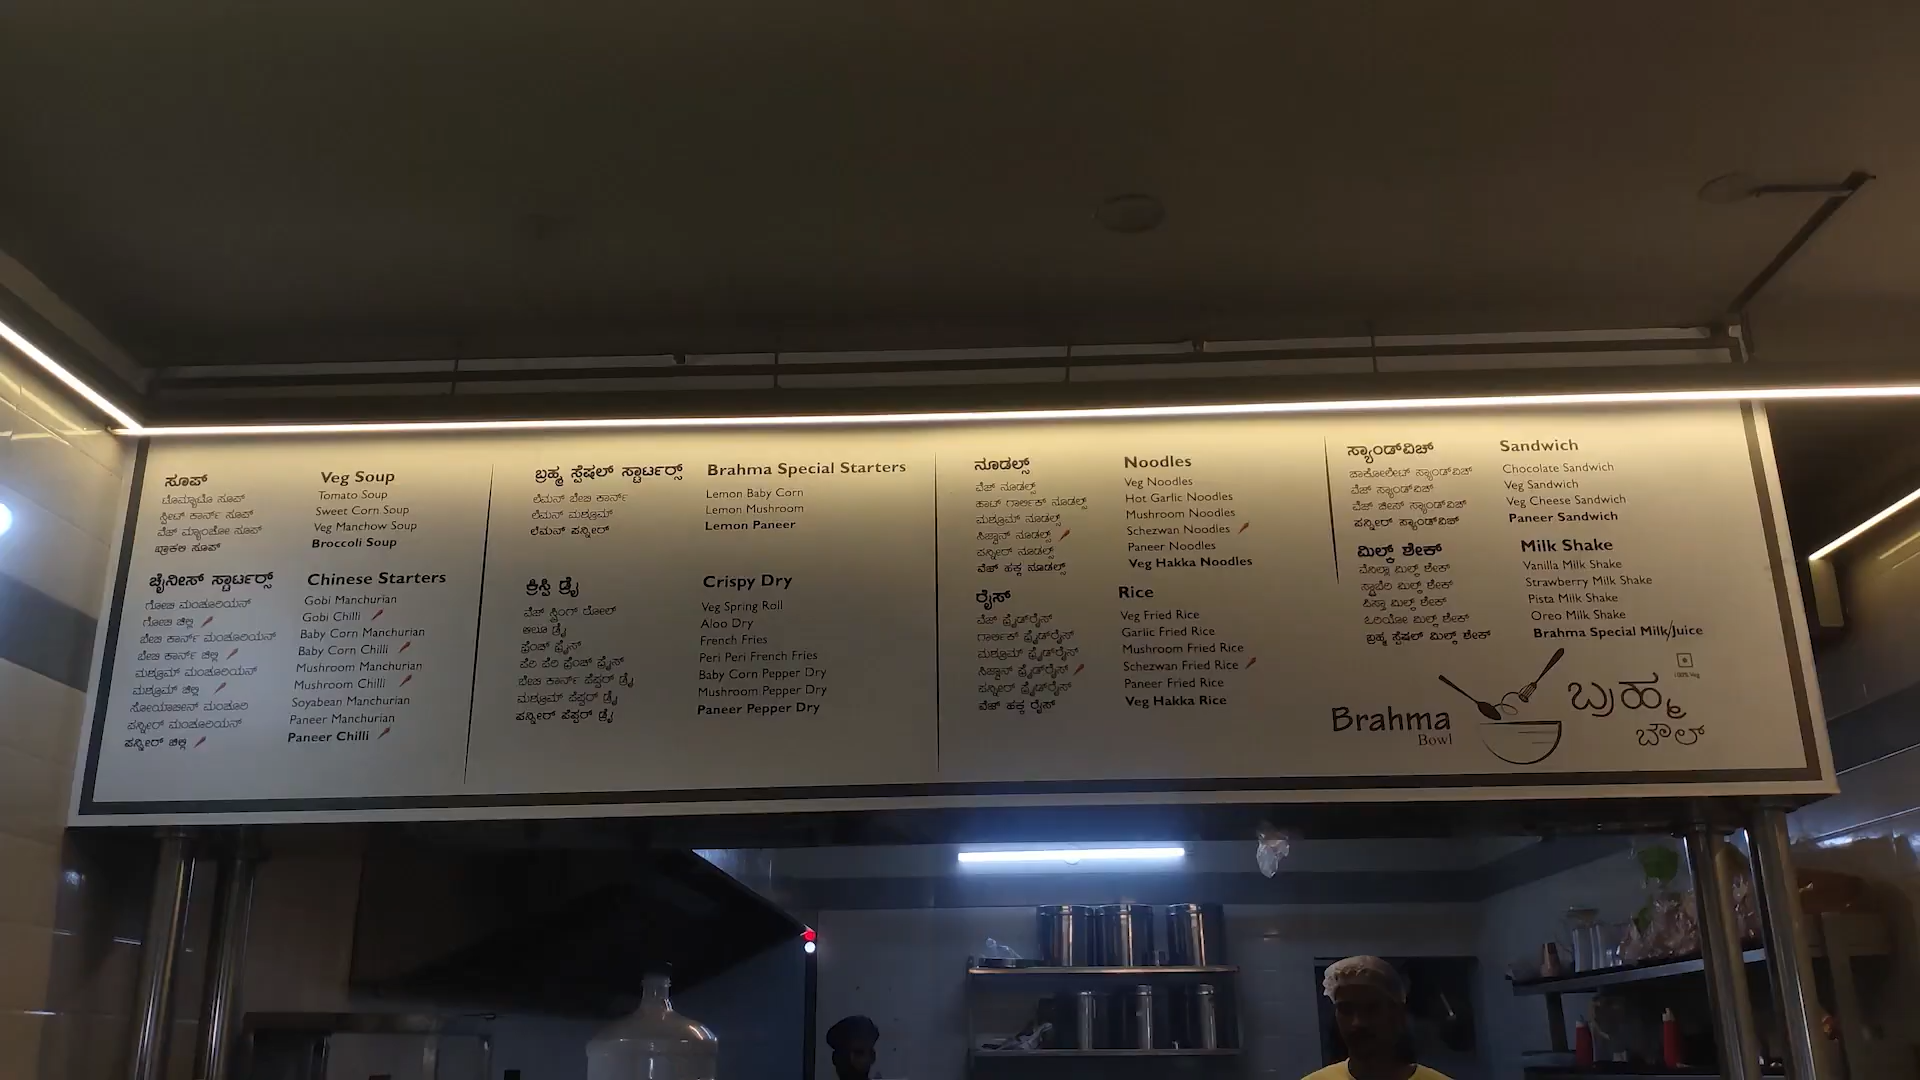 ಸೂಪ್
ಟೊಮ್ಯಾಟೊ ಸೂಪ್
ಸ್ವೀಟ್ ಕಾರ್ನ್ ಸೂಪ್
ವೆಜ್ ಮ್ಯಾಂಚೋ ಸೂಪ್
ಬ್ರಾಕಲಿ ಸೂಪ್
Veg Soup
Tomato Soup
Sweet Corn Soup
Veg Manchow Soup
Broccoli Soup
ಚೈನೀಸ್ ಸ್ಟಾರ್ಟರ್ಸ್
ಗೋಬಿ ಮಂಚೂರಿಯನ್
ಗೋಬಿ ಚಿಲ್ಲಿ
ಬೇಬಿ ಕಾರ್ನ್ ಮಂಚೂರಿಯನ್
ಬೇಬಿ ಕಾರ್ನ್ ಚಿಲ್ಲಿ
ಮಶ್ರೂಮ್ ಮಂಚೂರಿಯನ್
ಮಶ್ರೂಮ್ ಚಿಲ್ಲಿ
ಸೋಯಾಬೀನ್ ಮಂಚೂರಿ
ಪನ್ನೀರ್ ಮಂಚೂರಿಯನ್
ಪನ್ನೀರ್ ಚಿಲ್ಲಿ
Chinese Starters
Gobi Manchurian
Gobi Chilli
Baby Corn Manchurian
Baby Corn Chilli
Mushroom Manchurian
Mushroom Chilli
Soyabean Manchurian
Paneer Manchurian
Paneer Chilli
ಬ್ರಹ್ಮ ಸ್ಪೆಷಲ್ ಸ್ಟಾರ್ಟರ್ಸ್
ಲೆಮನ್ ಬೇಬಿ ಕಾರ್ನ್
ಲೆಮನ್ ಮಶ್ರೂಮ್
ಲೆಮನ್ ಪನ್ನೀರ್
Brahma Special Starters
Lemon Baby Corn
Lemon Mushroom
Lemon Paneer
ಕ್ರಿಸ್ಪಿ ಡ್ರೈ
ವೆಜ್ ಸ್ಪ್ರಿಂಗ್ ರೋಲ್
ಆಲೂ ಡ್ರೈ
ಫ್ರೆಂಚ್ ಫ್ರೈಸ್
ಪೆರಿ ಪೆರಿ ಫ್ರೆಂಚ್ ಫ್ರೈಸ್
ಬೇಬಿ ಕಾರ್ನ್ ಪೆಪ್ಪರ್ ಡ್ರೈ
ಮಶ್ರೂಮ್ ಪೆಪ್ಪರ್ ಡ್ರೈ
ಪನ್ನೀರ್ ಪೆಪ್ಪರ್ ಡ್ರೈ
Crispy Dry
Veg Spring Roll
Aloo Dry
French Fries
Peri Peri French Fries
Baby Corn Pepper Dry
Mushroom Pepper Dry
Paneer Pepper Dry
ನೂಡಲ್ಸ್
ವೆಜ್ ನೂಡಲ್ಸ್
ಹಾಟ್ ಗಾರ್ಲಿಕ್ ನೂಡಲ್ಸ್
ಮಶ್ರೂಮ್ ನೂಡಲ್ಸ್
ಸಿಜ್ವಾನ್ ನೂಡಲ್ಸ್
ಪನ್ನೀರ್ ನೂಡಲ್ಸ್
ವೆಜ್ ಹಕ್ಕ ನೂಡಲ್ಸ್
Noodles
Veg Noodles
Hot Garlic Noodles
Mushroom Noodles
Schezwan Noodles
Paneer Noodles
Veg Hakka Noodles
ರೈಸ್
ವೆಜ್ ಫ್ರೈಡ್‌ರೈಸ್
ಗಾರ್ಲಿಕ್ ಫ್ರೈಡ್‌ರೈಸ್
ಮಶ್ರೂಮ್ ಫ್ರೈಡ್‌ರೈಸ್
ಸಿಜ್ವಾನ್ ಫ್ರೈಡ್‌ರೈಸ್
ಪನ್ನೀರ್ ಫ್ರೈಡ್‌ರೈಸ್
ವೆಜ್ ಹಕ್ಕ ರೈಸ್
Rice
Veg Fried Rice
Garlic Fried Rice
Mushroom Fried Rice
Schezwan Fried Rice
Paneer Fried Rice
Veg Hakka Rice
ಸ್ಯಾಂಡ್‌ವಿಚ್
ಚಾಕೋಲೇಟ್ ಸ್ಯಾಂಡ್‌ವಿಚ್
ವೆಜ್ ಸ್ಯಾಂಡ್‌ವಿಚ್
ವೆಜ್ ಚೀಸ್ ಸ್ಯಾಂಡ್‌ವಿಚ್
ಪನ್ನೀರ್ ಸ್ಯಾಂಡ್‌ವಿಚ್
Sandwich
Chocolate Sandwich
Veg Sandwich
Veg Cheese Sandwich
Paneer Sandwich
ಮಿಲ್ಕ್ ಶೇಕ್
ವೆನಿಲ್ಲಾ ಮಿಲ್ಕ್ ಶೇಕ್
ಸ್ಟ್ರಾಬೆರಿ ಮಿಲ್ಕ್ ಶೇಕ್
ಪಿಸ್ತಾ ಮಿಲ್ಕ್ ಶೇಕ್
ಓರಿಯೋ ಮಿಲ್ಕ್ ಶೇಕ್
ಬ್ರಹ್ಮ ಸ್ಪೆಷಲ್ ಮಿಲ್ಕ್ ಶೇಕ್
Milk Shake
Vanilla Milk Shake
Strawberry Milk Shake
Pista Milk Shake
Oreo Milk Shake
Brahma Special Milk/Juice
Brahma
Bowl
ಬ್ರಹ್ಮ
ಬೌಲ್
100% Veg